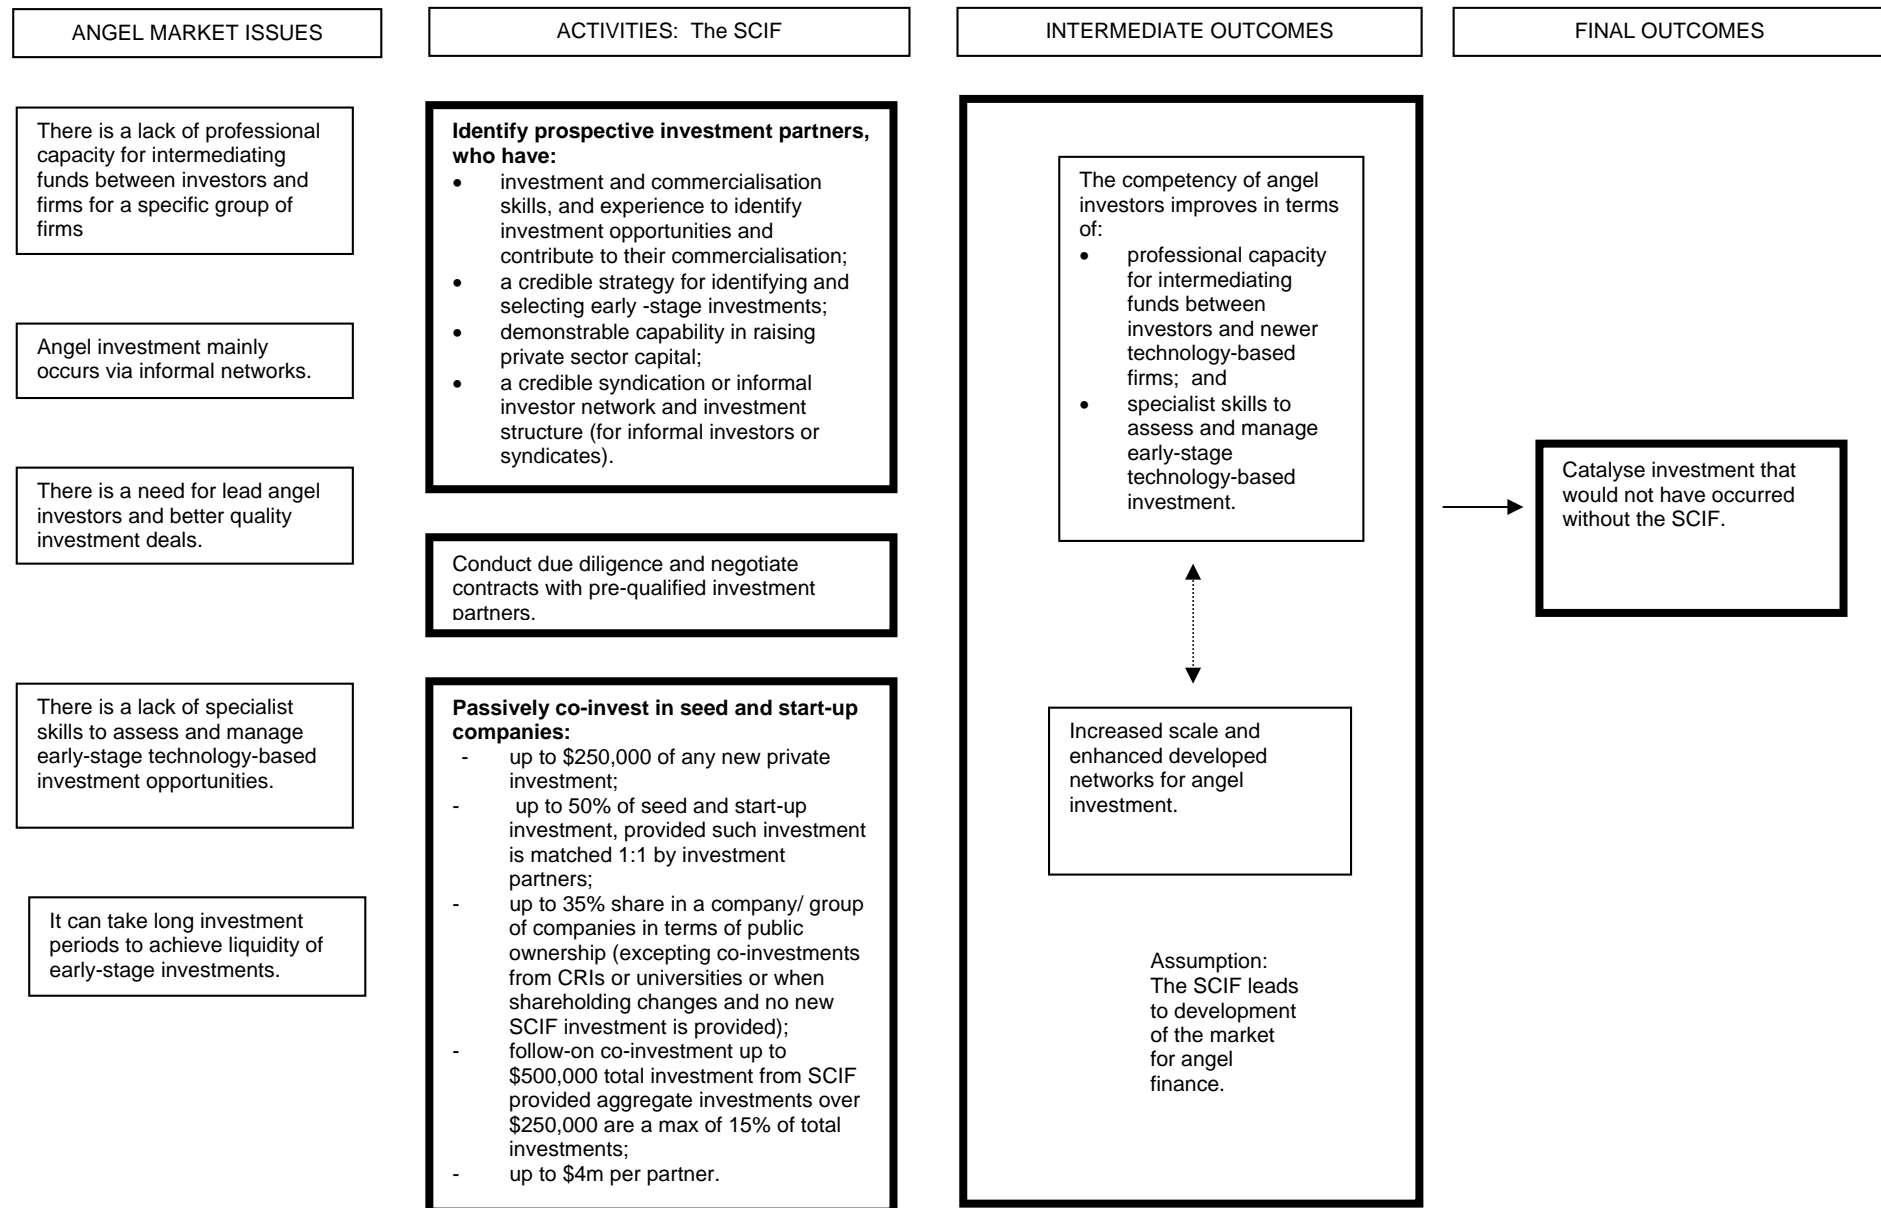 ANGEL MARKET ISSUES
ACTIVITIES: The SCIF
INTERMEDIATE OUTCOMES
FINAL OUTCOMES
There is a lack of professional
capacity for intermediating
funds between investors and
firms for a specific group of
firms
Angel investment mainly
occurs via informal networks.
There is a need for lead angel
investors and better quality
investment deals.
There is a lack of specialist
skills to assess and manage
early-stage technology-based
investment opportunities.
It can take long investment
periods to achieve liquidity of
early-stage investments.
Identify prospective investment partners,
who have:
• investment and commercialisation
skills, and experience to identify
investment opportunities and
contribute to their commercialisation;
• a credible strategy for identifying and
selecting early -stage investments;
• demonstrable capability in raising
private sector capital;
• a credible syndication or informal
investor network and investment
structure (for informal investors or
syndicates).
Conduct due diligence and negotiate
contracts with pre-qualified investment
partners.
Passively co-invest in seed and start-up
companies:
- up to $250,000 of any new private
investment;
- up to 50% of seed and start-up
investment, provided such investment
is matched 1:1 by investment
partners;
- up to 35% share in a company/ group
of companies in terms of public
ownership (excepting co-investments
from CRIs or universities or when
shareholding changes and no new
SCIF investment is provided);
- follow-on co-investment up to
$500,000 total investment from SCIF
provided aggregate investments over
$250,000 are a max of 15% of total
investments;
- up to $4m per partner.
The competency of angel
investors improves in terms
of:
• professional capacity
for intermediating
funds between
investors and newer
technology-based
firms; and
• specialist skills to
assess and manage
early-stage
technology-based
investment.
Increased scale and
enhanced developed
networks for angel
investment.
Assumption:
The SCIF leads
to development
of the market
for angel
finance.
Catalyse investment that
would not have occurred
without the SCIF.